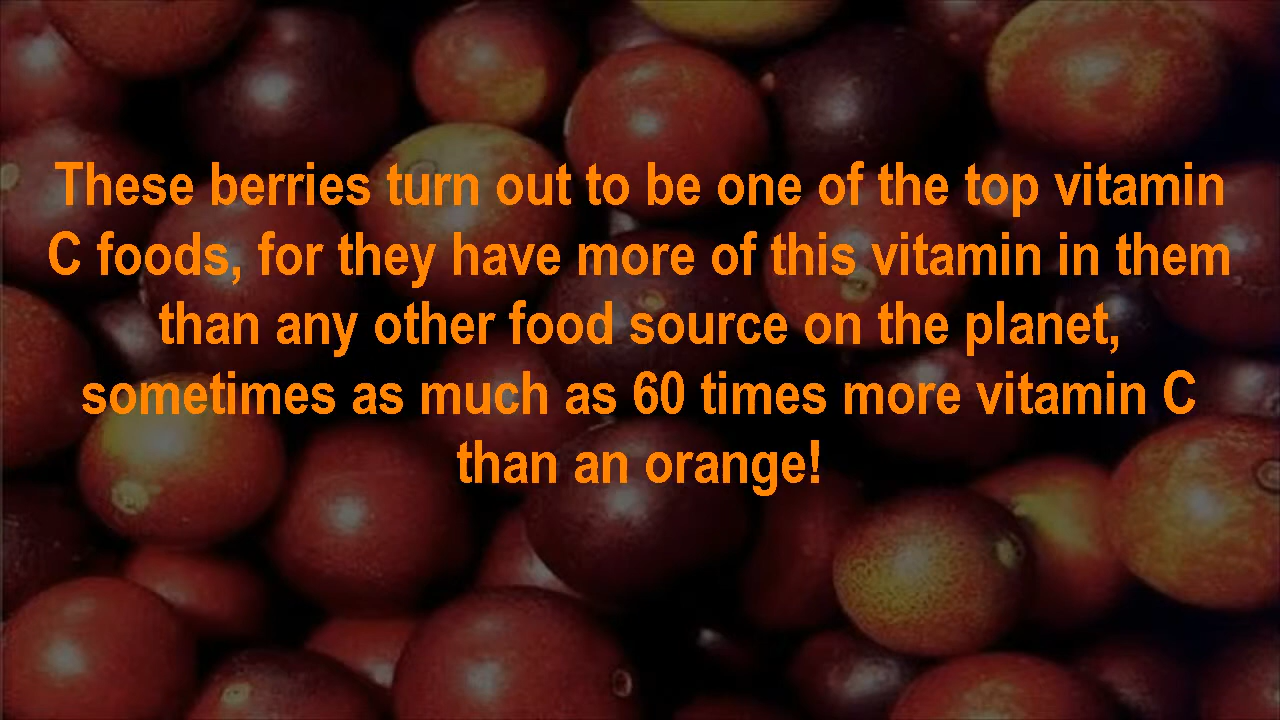 These berries turn out to be one of the top vitamin
C foods, for they have more of this vitamin in them
than any other food source on the planet,
sometimes as much as 60 times more vitamin C
than an orange!